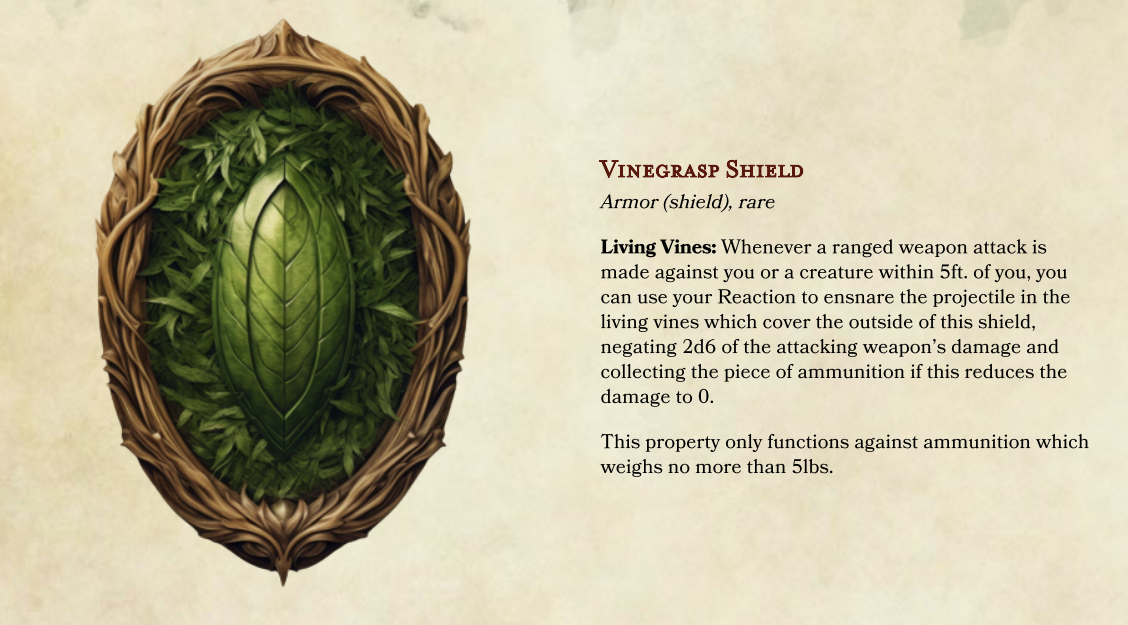 Vinegrasp Shield
Armor (shield), rare
Living Vines: Whenever a ranged weapon attack is
made against you or a creature within 5ft. of you, you
can use your Reaction to ensnare the projectile in the
living vines which cover the outside of this shield,
negating 2d6 of the attacking weapon's damage and
collecting the piece of ammunition if this reduces the
damage to 0.
This property only functions against ammunition which
weighs no more than 5lbs.